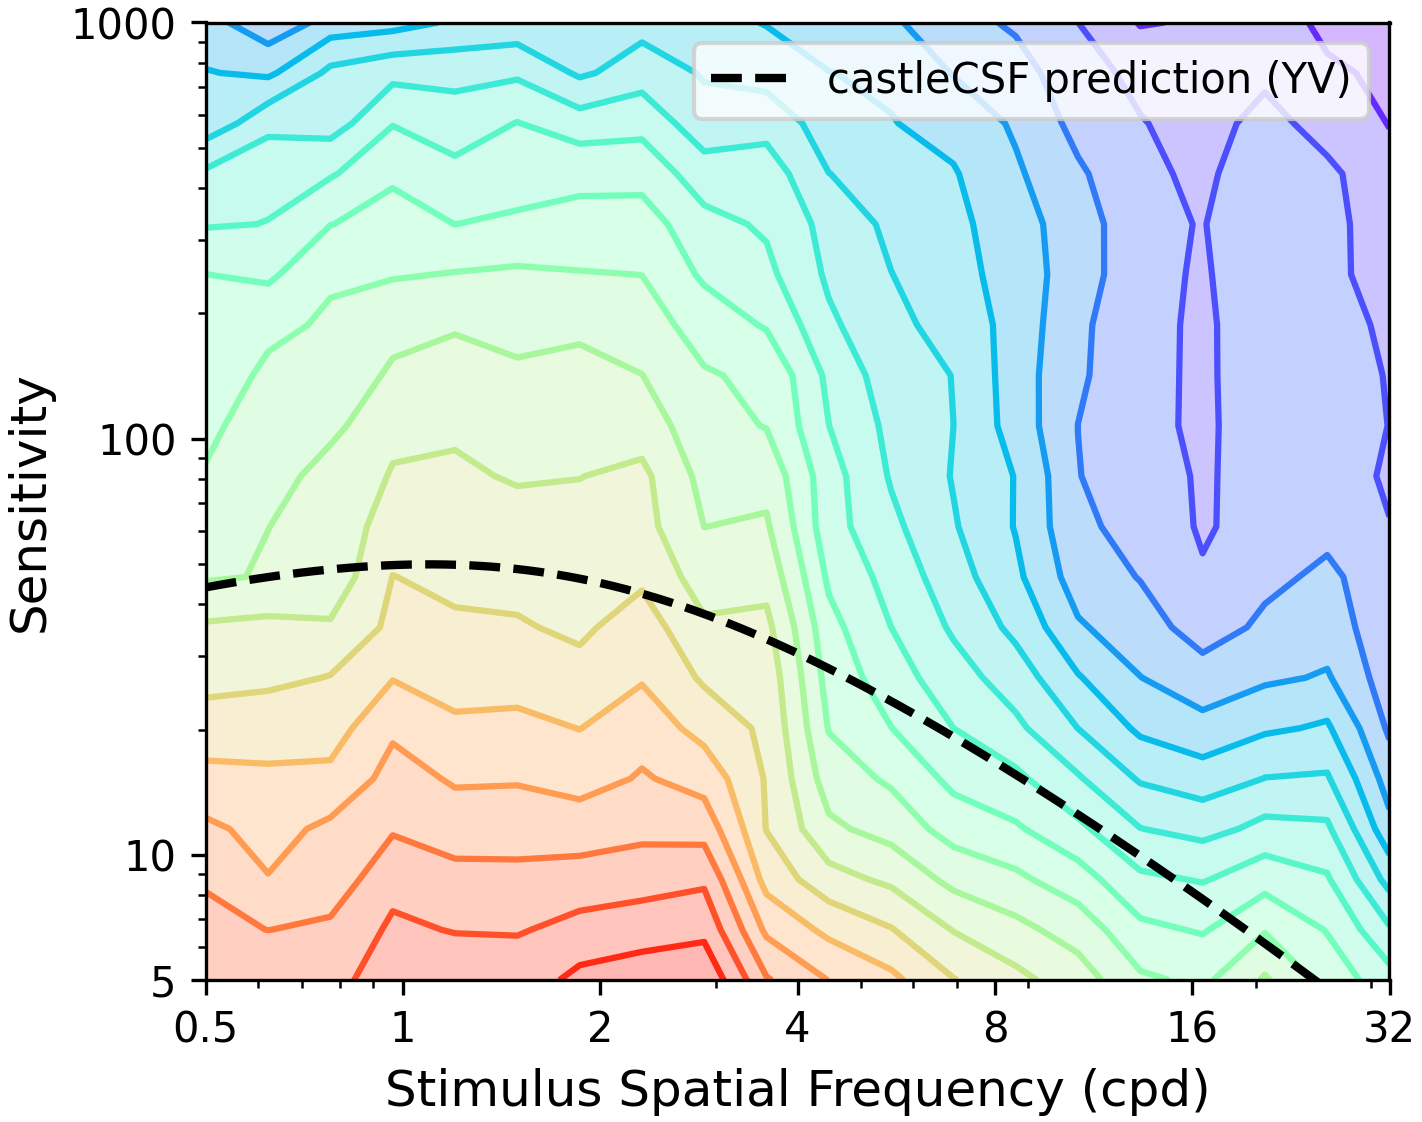 1000
castleCSF prediction (YV)
Sensitivity
100
10
5
0.5 1 2 4 8 16 32
Stimulus Spatial Frequency (cpd)